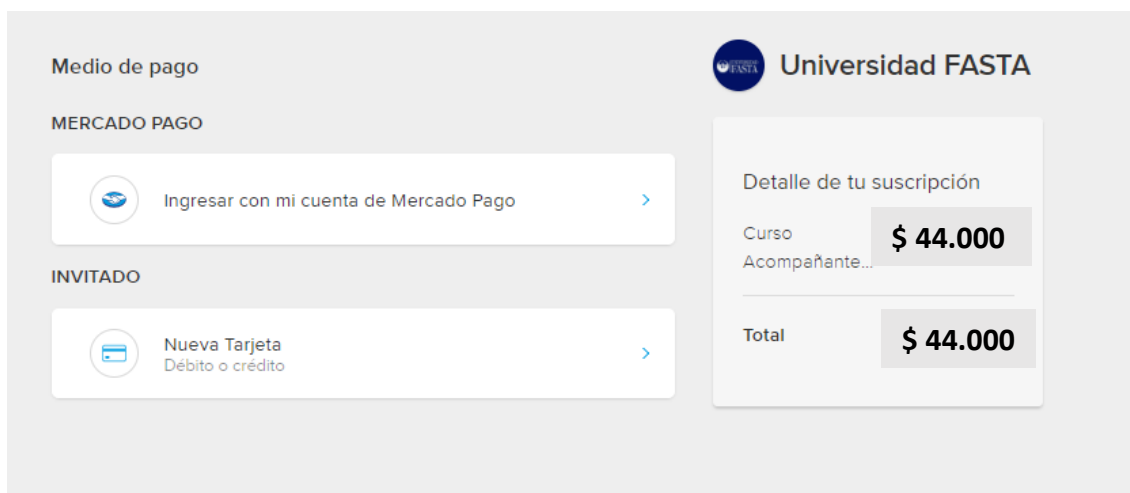 Medio de pago
MERCADO PAGO
Ingresar con mi cuenta de Mercado Pago
INVITADO
Nueva Tarjeta
Débito o crédito
FASTA
Universidad FASTA
Detalle de tu suscripción
Curso
Acompañante...
$ 44.000
Total
$ 44.000